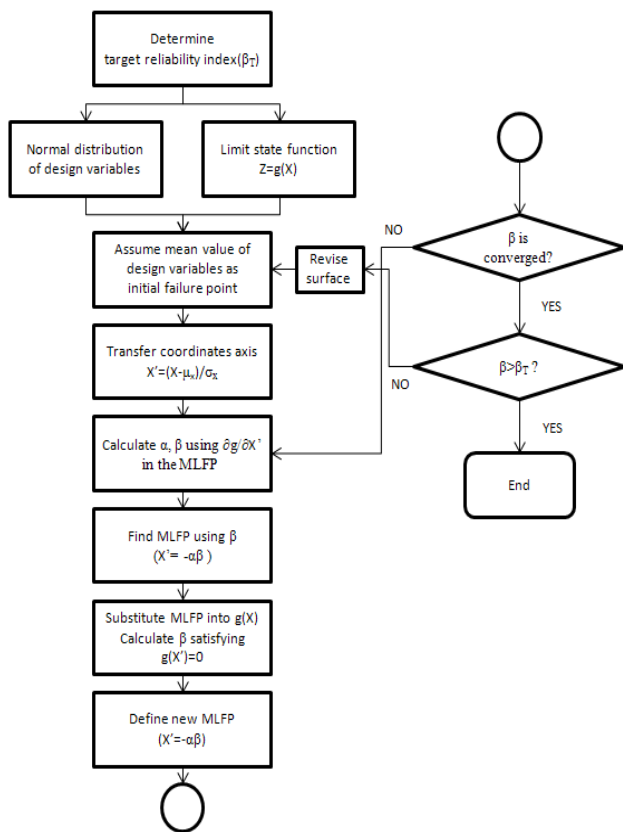 Determine
target reliability index(βT)
Normal distribution
of design variables
Limit state function
Z=g(X)
Assume mean value of
design variables as
initial failure point
Revise
surface
Transfer coordinates axis
X'=(X-μx)/σx
Calculate α, β using ∂g/∂X'
in the MLFP
Find MLFP using β
(X'= -αβ )
Substitute MLFP into g(X)
Calculate β satisfying
g(X')=0
Define new MLFP
(X'=-αβ)
NO
β is
converged?
YES
β>βT ?
NO
YES
End